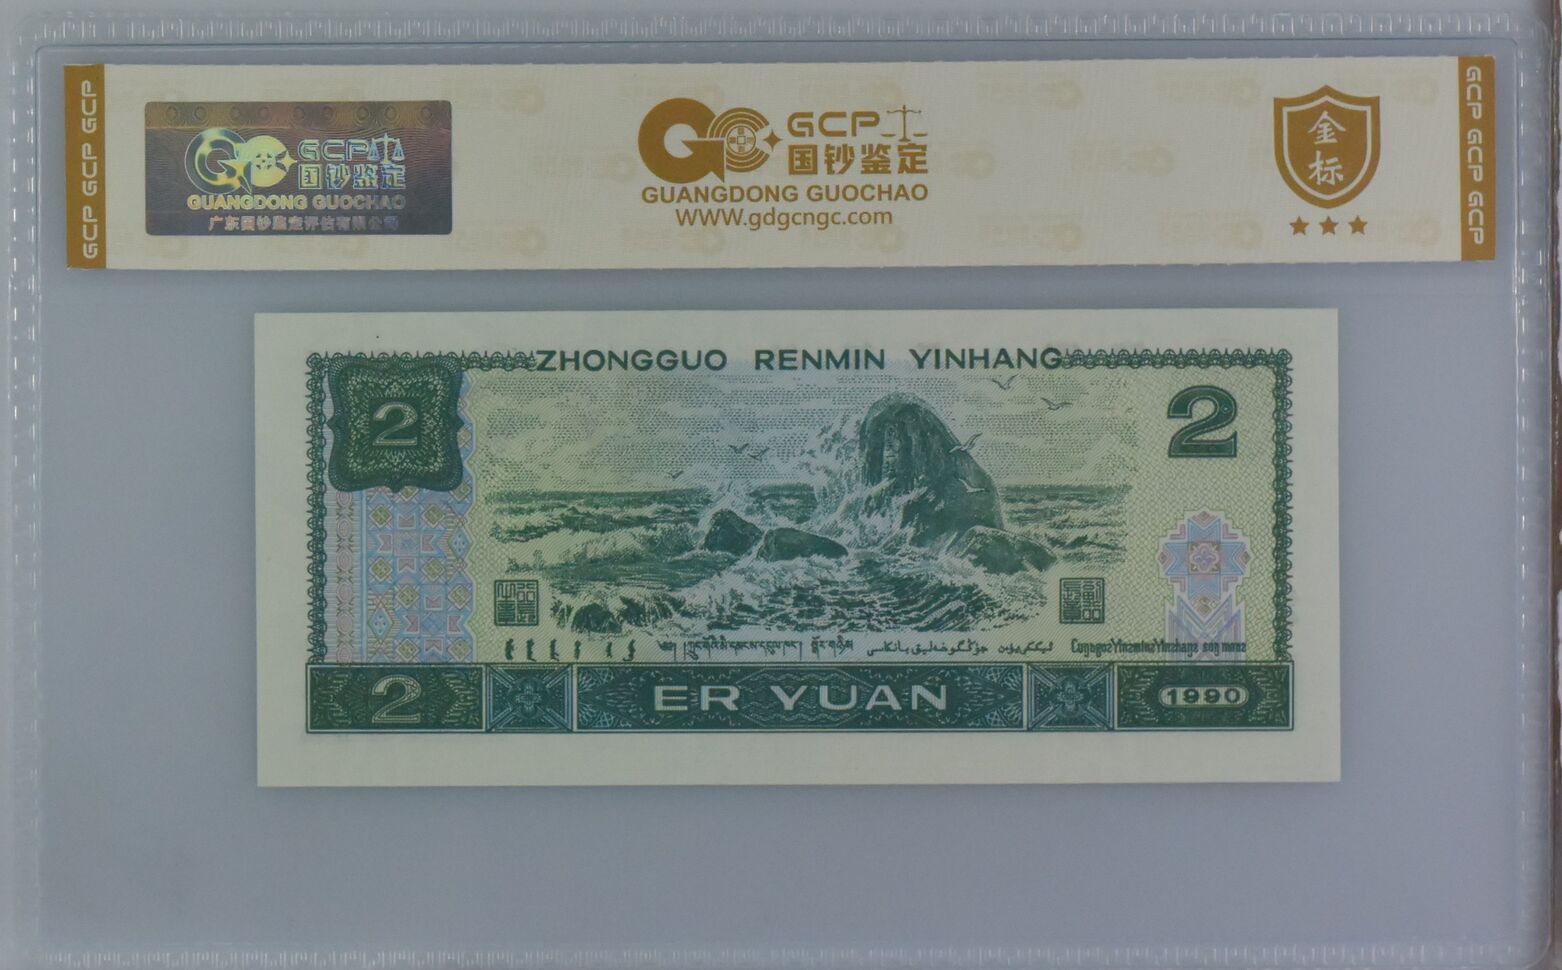 GCP GCP GCP
GCP
国钞鉴定
GUANGDONG GUOCHAO
广东国钞鉴定评估有限公司
GCP
国钞鉴定
GUANGDONG GUOCHAO
WWW.gdgcngc.com
金标
GCP GCP GCP
ZHONGGUO RENMIN YINHANG
2
2
2
ER YUAN
1990